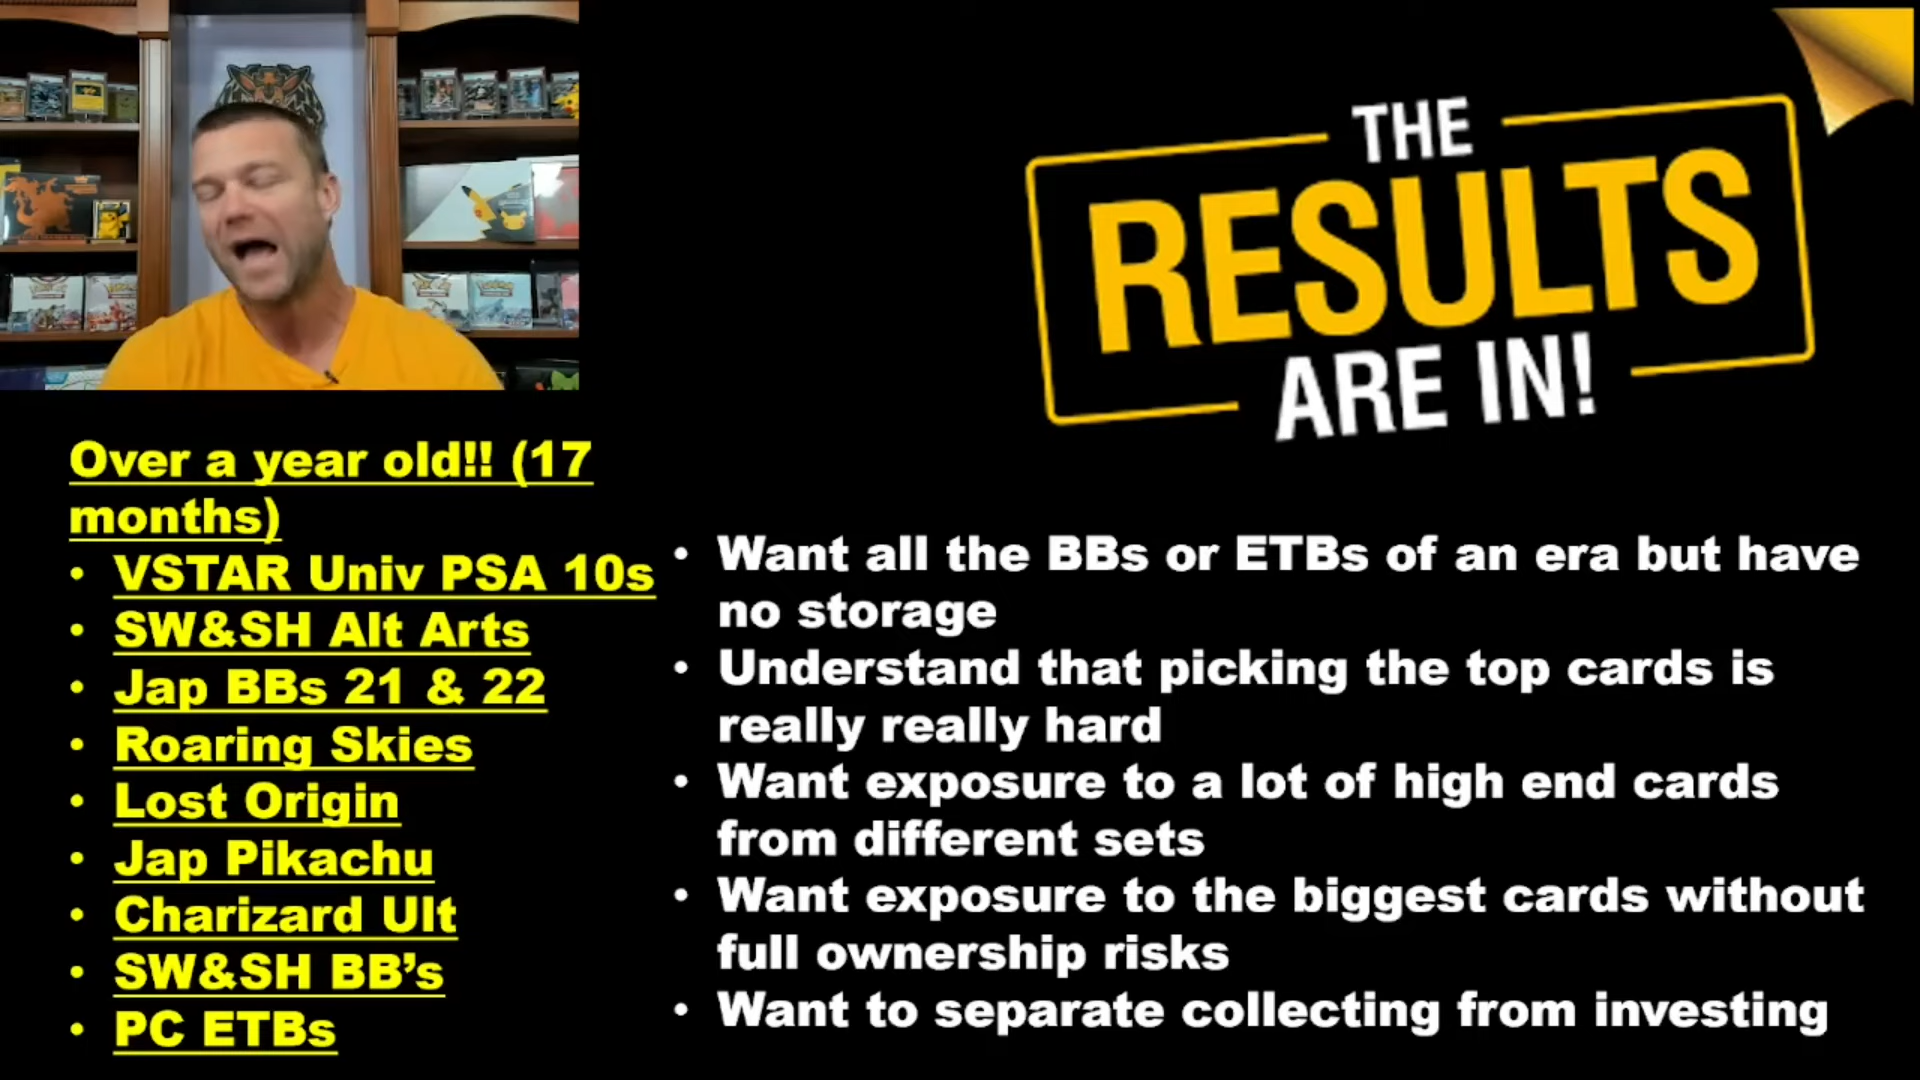 THE
RESULTS
ARE IN!
Over a year old!! (17
months)
• VSTAR Univ PSA 10s
• SW&SH Alt Arts
• Jap BBs 21 & 22
• Roaring Skies
• Lost Origin
• Jap Pikachu
• Charizard Ult
• SW&SH BB’s
• PC ETBs
• Want all the BBs or ETBs of an era but have
no storage
• Understand that picking the top cards is
really really hard
• Want exposure to a lot of high end cards
from different sets
• Want exposure to the biggest cards without
full ownership risks
• Want to separate collecting from investing